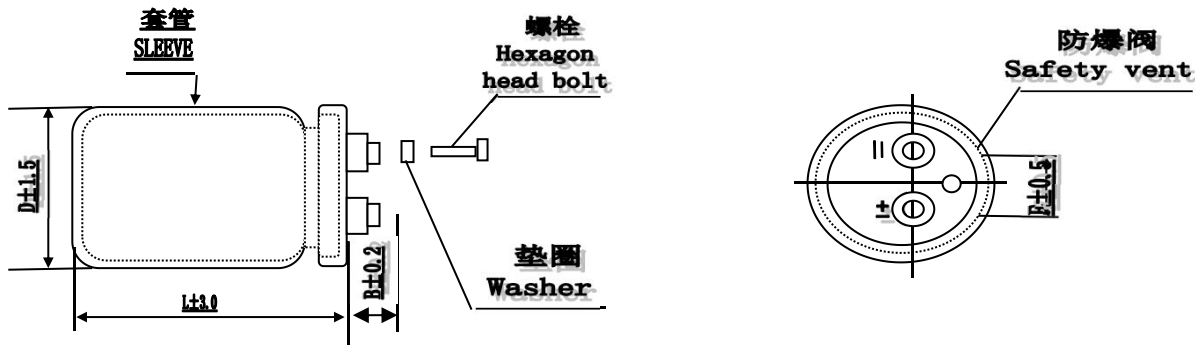 套管
SLEEVE
螺栓
Hexagon
head bolt
防爆阀
Safety vent
D±1.5
L±3.0
B±0.2
垫圈
Washer
F±0.5